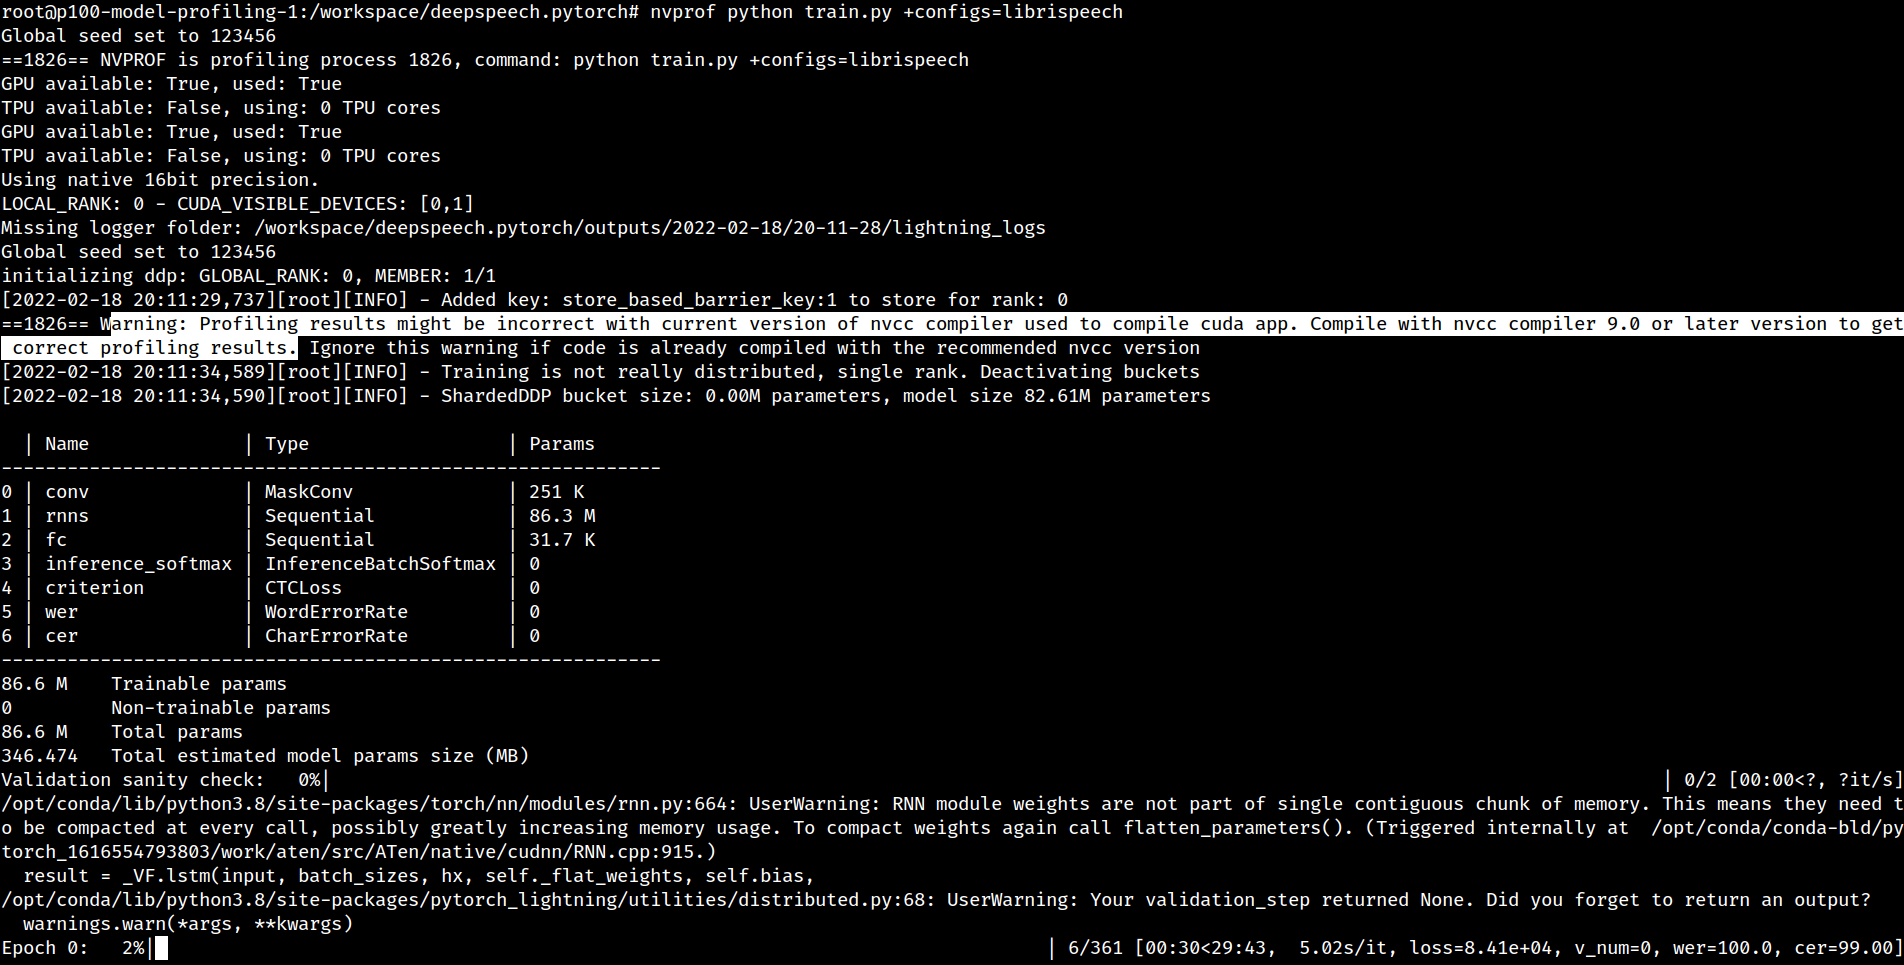 root@p100-model-profiling-1:/workspace/deepspeech.pytorch# nvprof python train.py +configs=librispeech
Global seed set to 123456
==1826== NVPROF is profiling process 1826, command: python train.py +configs=librispeech
GPU available: True, used: True
TPU available: False, using: 0 TPU cores
GPU available: True, used: True
TPU available: False, using: 0 TPU cores
Using native 16bit precision.
LOCAL_RANK: 0 - CUDA_VISIBLE_DEVICES: [0,1]
Missing logger folder: /workspace/deepspeech.pytorch/outputs/2022-02-18/20-11-28/lightning_logs
Global seed set to 123456
initializing ddp: GLOBAL_RANK: 0, MEMBER: 1/1
[2022-02-18 20:11:29,737][root][INFO] - Added key: store_based_barrier_key:1 to store for rank: 0
==1826== Warning: Profiling results might be incorrect with current version of nvcc compiler used to compile cuda app. Compile with nvcc compiler 9.0 or later version to get
 correct profiling results. Ignore this warning if code is already compiled with the recommended nvcc version
[2022-02-18 20:11:34,589][root][INFO] - Training is not really distributed, single rank. Deactivating buckets
[2022-02-18 20:11:34,590][root][INFO] - ShardedDDP bucket size: 0.00M parameters, model size 82.61M parameters

  | Name              | Type                  | Params
------------------------------------------------------------
0 | conv              | MaskConv              | 251 K
1 | rnns              | Sequential            | 86.3 M
2 | fc                | Sequential            | 31.7 K
3 | inference_softmax | InferenceBatchSoftmax | 0
4 | criterion         | CTCLoss               | 0
5 | wer               | WordErrorRate         | 0
6 | cer               | CharErrorRate         | 0
------------------------------------------------------------
86.6 M    Trainable params
0         Non-trainable params
86.6 M    Total params
346.474   Total estimated model params size (MB)
Validation sanity check:   0%|          | 0/2 [00:00<?, ?it/s]
/opt/conda/lib/python3.8/site-packages/torch/nn/modules/rnn.py:664: UserWarning: RNN module weights are not part of single contiguous chunk of memory. This means they need t
o be compacted at every call, possibly greatly increasing memory usage. To compact weights again call flatten_parameters(). (Triggered internally at  /opt/conda/conda-bld/py
torch_1616554793803/work/aten/src/ATen/native/cudnn/RNN.cpp:915.)
  result = _VF.lstm(input, batch_sizes, hx, self._flat_weights, self.bias,
/opt/conda/lib/python3.8/site-packages/pytorch_lightning/utilities/distributed.py:68: UserWarning: Your validation_step returned None. Did you forget to return an output?
  warnings.warn(*args, **kwargs)
Epoch 0:   2%|          | 6/361 [00:30<29:43,  5.02s/it, loss=8.41e+04, v_num=0, wer=100.0, cer=99.00]